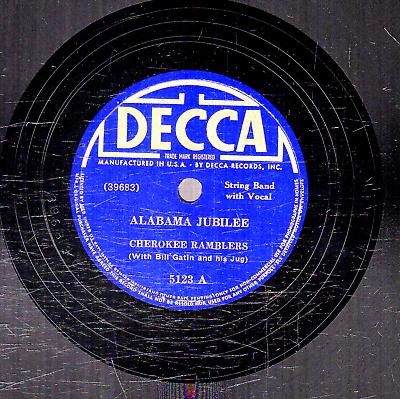 DECCA
TRADE MARK REGISTERED
MANUFACTURED IN U.S.A. • BY DECCA RECORDS, INC.
(39683)
String Band
with Vocal
ALABAMA JUBILEE
CHEROKEE RAMBLERS
(With Bill Gatin and his Jug)
5123 A